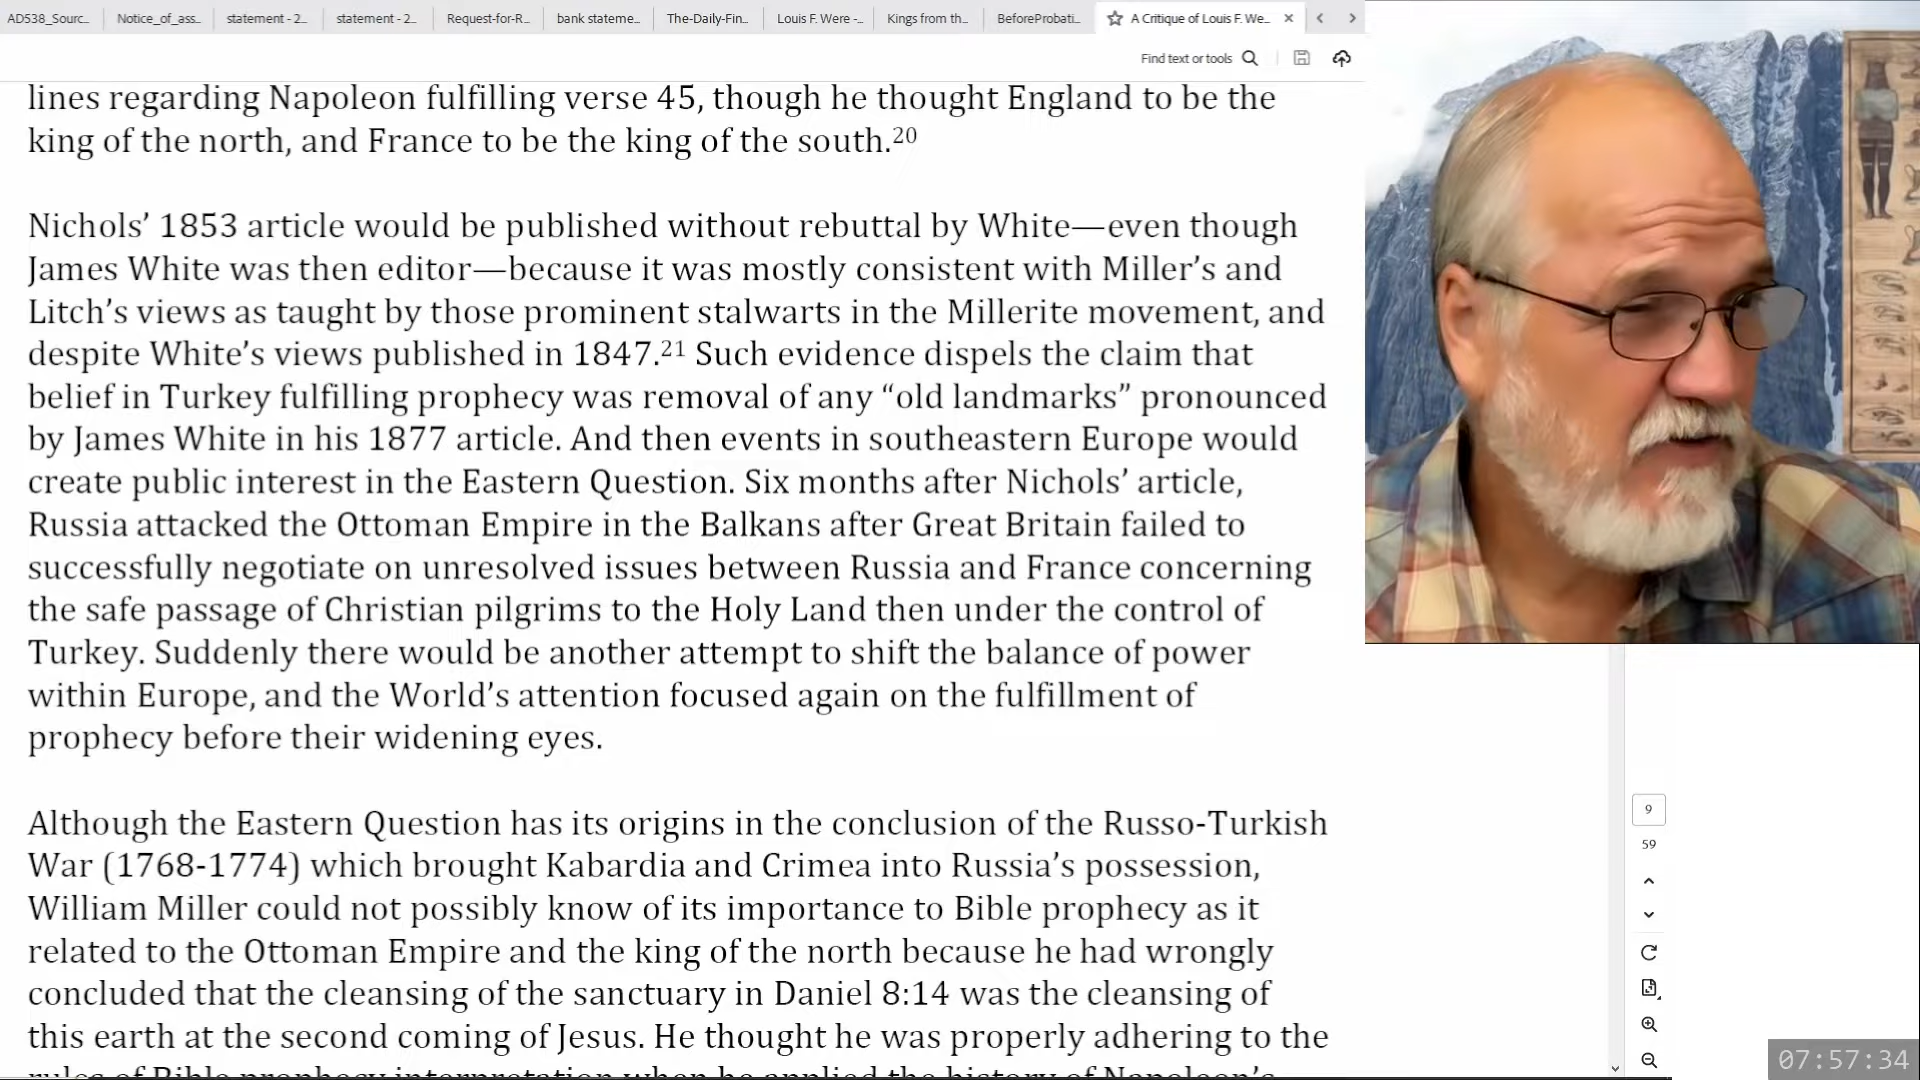 AD538_Sourc...
Notice_of_ass...
statement - 2...
statement - 2...
Request-for-R...
bank stateme...
The-Daily-Fin...
Louis F. Were -...
Kings from th...
BeforeProbati...
A Critique of Louis F. We...
Find text or tools
lines regarding Napoleon fulfilling verse 45, though he thought England to be the
king of the north, and France to be the king of the south.20
Nichols’ 1853 article would be published without rebuttal by White—even though
James White was then editor—because it was mostly consistent with Miller’s and
Litch’s views as taught by those prominent stalwarts in the Millerite movement, and
despite White’s views published in 1847.21 Such evidence dispels the claim that
belief in Turkey fulfilling prophecy was removal of any “old landmarks” pronounced
by James White in his 1877 article. And then events in southeastern Europe would
create public interest in the Eastern Question. Six months after Nichols’ article,
Russia attacked the Ottoman Empire in the Balkans after Great Britain failed to
successfully negotiate on unresolved issues between Russia and France concerning
the safe passage of Christian pilgrims to the Holy Land then under the control of
Turkey. Suddenly there would be another attempt to shift the balance of power
within Europe, and the World’s attention focused again on the fulfillment of
prophecy before their widening eyes.
Although the Eastern Question has its origins in the conclusion of the Russo-Turkish
War (1768-1774) which brought Kabardia and Crimea into Russia’s possession,
William Miller could not possibly know of its importance to Bible prophecy as it
related to the Ottoman Empire and the king of the north because he had wrongly
concluded that the cleansing of the sanctuary in Daniel 8:14 was the cleansing of
this earth at the second coming of Jesus. He thought he was properly adhering to the
rules of Bible prophecy interpretation when he applied the history of Napoleon’s
9
59
07:57:34